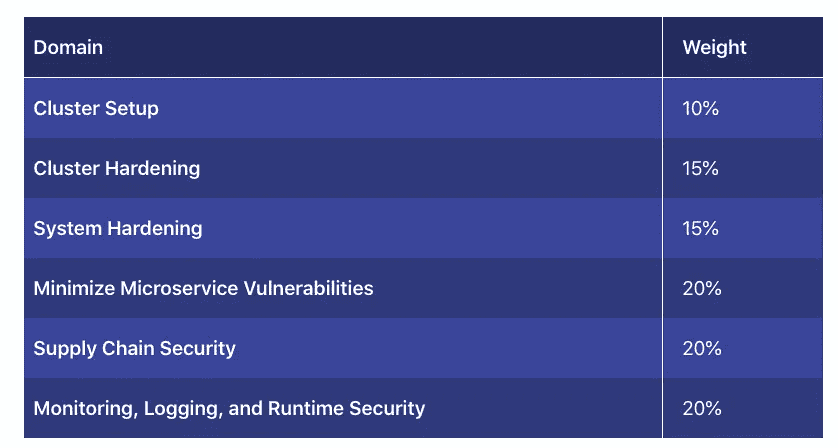 Domain Weight
Cluster Setup 10%
Cluster Hardening 15%
System Hardening 15%
Minimize Microservice Vulnerabilities 20%
Supply Chain Security 20%
Monitoring, Logging, and Runtime Security 20%